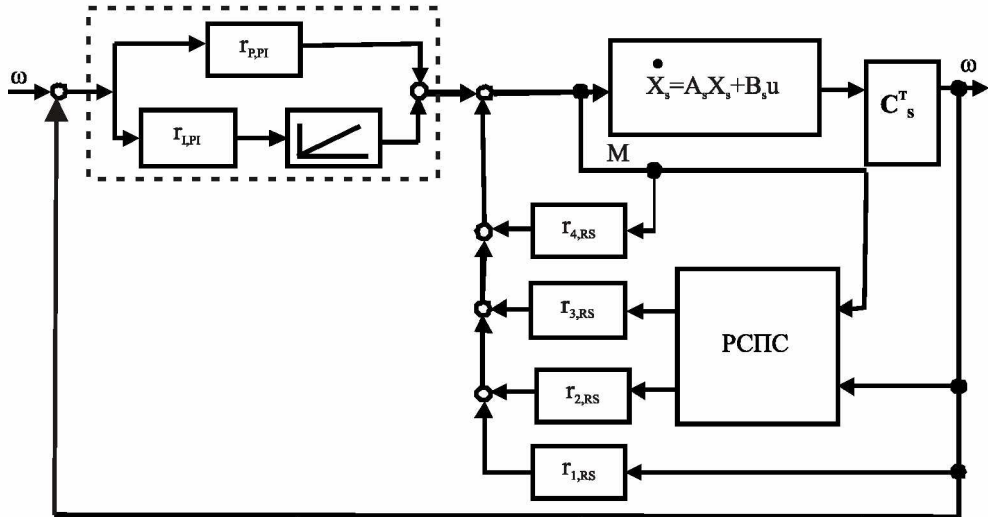 ω
r_P,PI
r_I,PI
Ẋ_s=A_sX_s+B_su
C^T_s
ω
M
r_4,RS
r_3,RS
РСПС
r_2,RS
r_1,RS